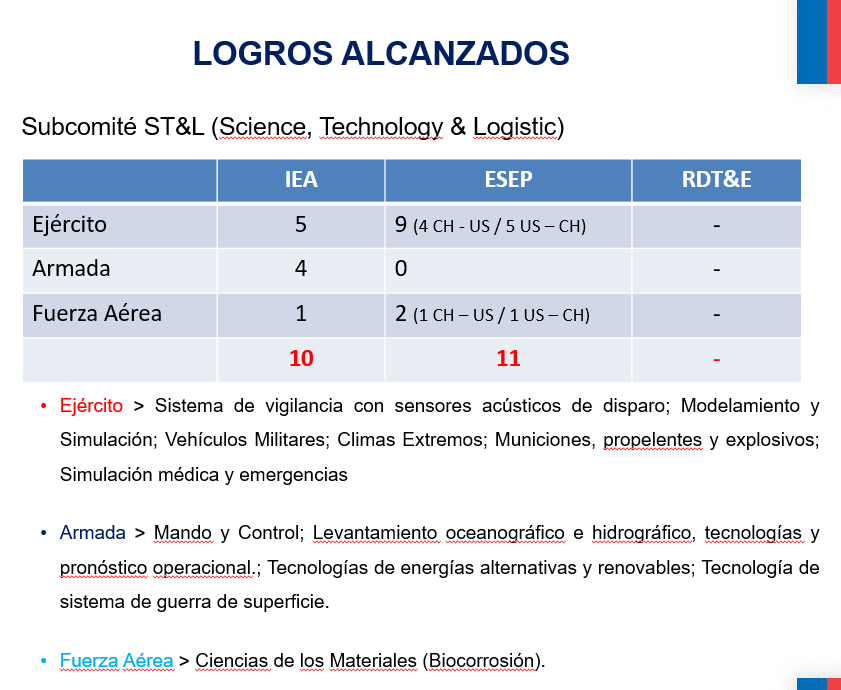 LOGROS ALCANZADOS
Subcomité ST&L (Science, Technology & Logistic)
IEA ESEP RDT&E
Ejército 5 9 (4 CH - US / 5 US – CH) -
Armada 4 0 -
Fuerza Aérea 1 2 (1 CH – US / 1 US – CH) -
10 11 -
• Ejército > Sistema de vigilancia con sensores acústicos de disparo; Modelamiento y
Simulación; Vehículos Militares; Climas Extremos; Municiones, propelentes y explosivos;
Simulación médica y emergencias
• Armada > Mando y Control; Levantamiento oceanográfico e hidrográfico, tecnologías y
pronóstico operacional.; Tecnologías de energías alternativas y renovables; Tecnología de
sistema de guerra de superficie.
• Fuerza Aérea > Ciencias de los Materiales (Biocorrosión).